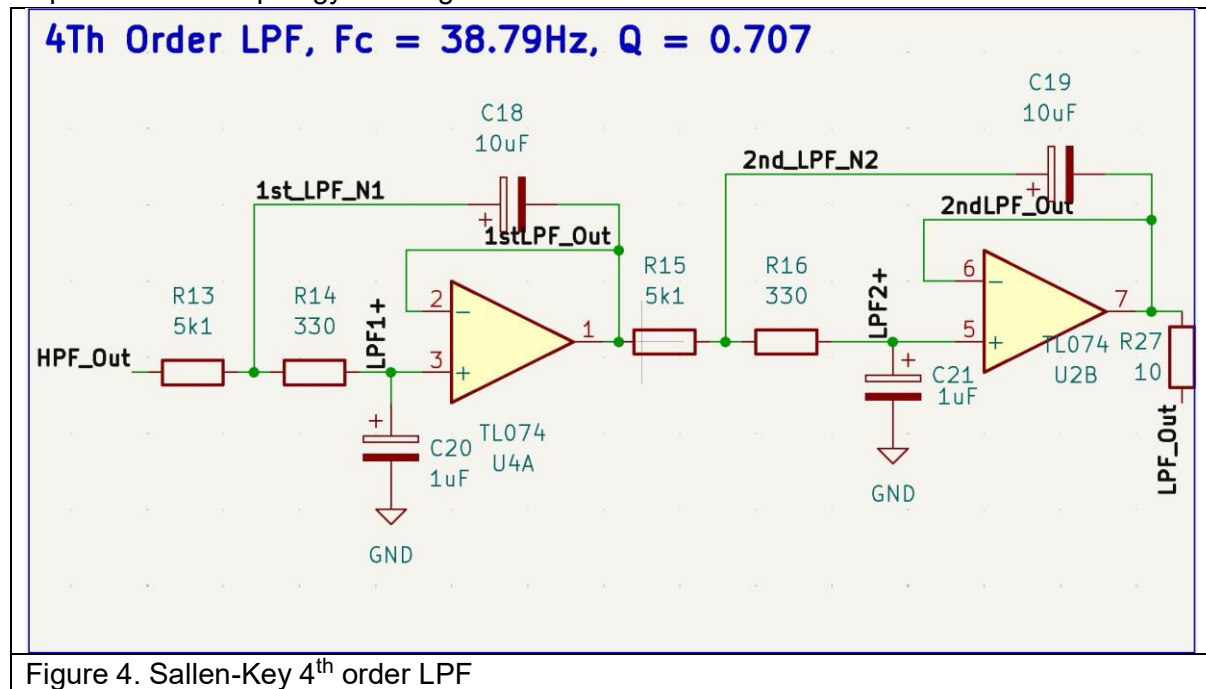 4Th Order LPF, Fc = 38.79Hz, Q = 0.707
C18
10uF
C19
10uF
1st_LPF_N1
2nd_LPF_N2
1stLPF_Out
2ndLPF_Out
R13
5k1
R14
330
LPF1+
2
3
1
R15
5k1
R16
330
LPF2+
6
5
7
HPF_Out
TL074
U4A
TL074
U2B
R27
10
C20
1uF
C21
1uF
GND
GND
LPF_Out
Figure 4. Sallen-Key 4th order LPF